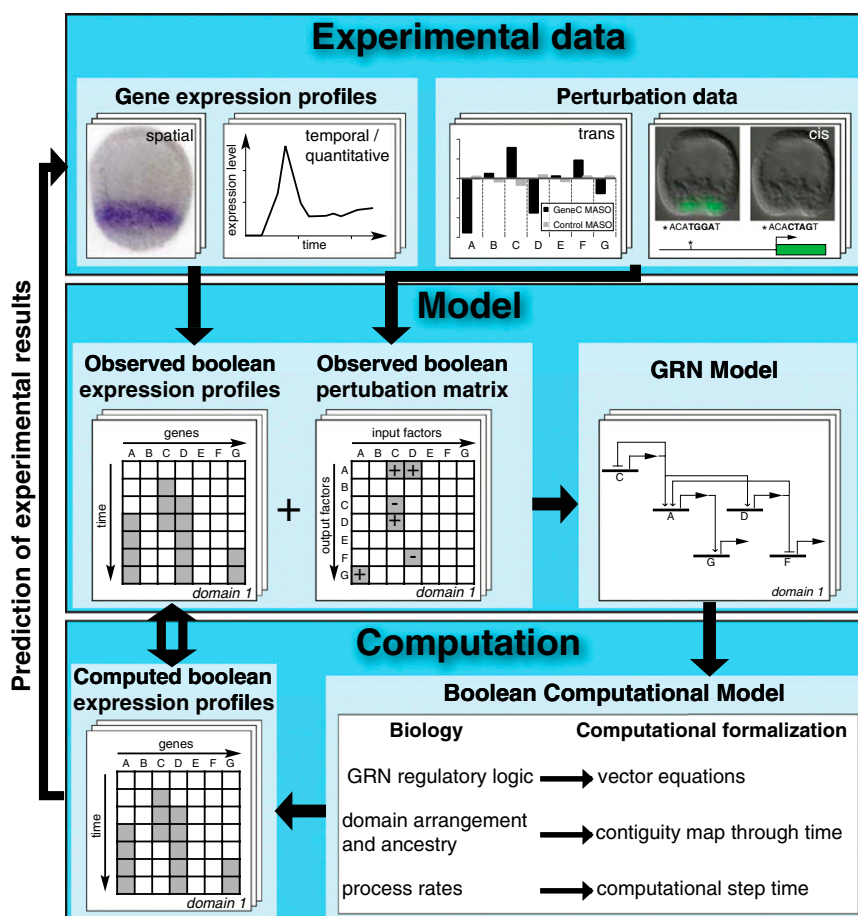 Experimental data
Gene expression profiles
spatial
temporal /
quantitative
expression level
time
Perturbation data
trans
GeneC MASO
Control MASO
A B C D E F G
cis
*ACATGGAT
*ACACTAGT
*
Prediction of experimental results
Model
Observed boolean
expression profiles
genes
A B C D E F G
time
domain 1
+
Observed boolean
pertubation matrix
input factors
A B C D E F G
output factors
A + +
B
C -
D +
E
F -
G +
domain 1
GRN Model
C
A
D
G
F
domain 1
Computation
Computed boolean
expression profiles
genes
A B C D E F G
time
domain 1
Boolean Computational Model
Biology
Computational formalization
GRN regulatory logic
vector equations
domain arrangement
and ancestry
contiguity map through time
process rates
computational step time